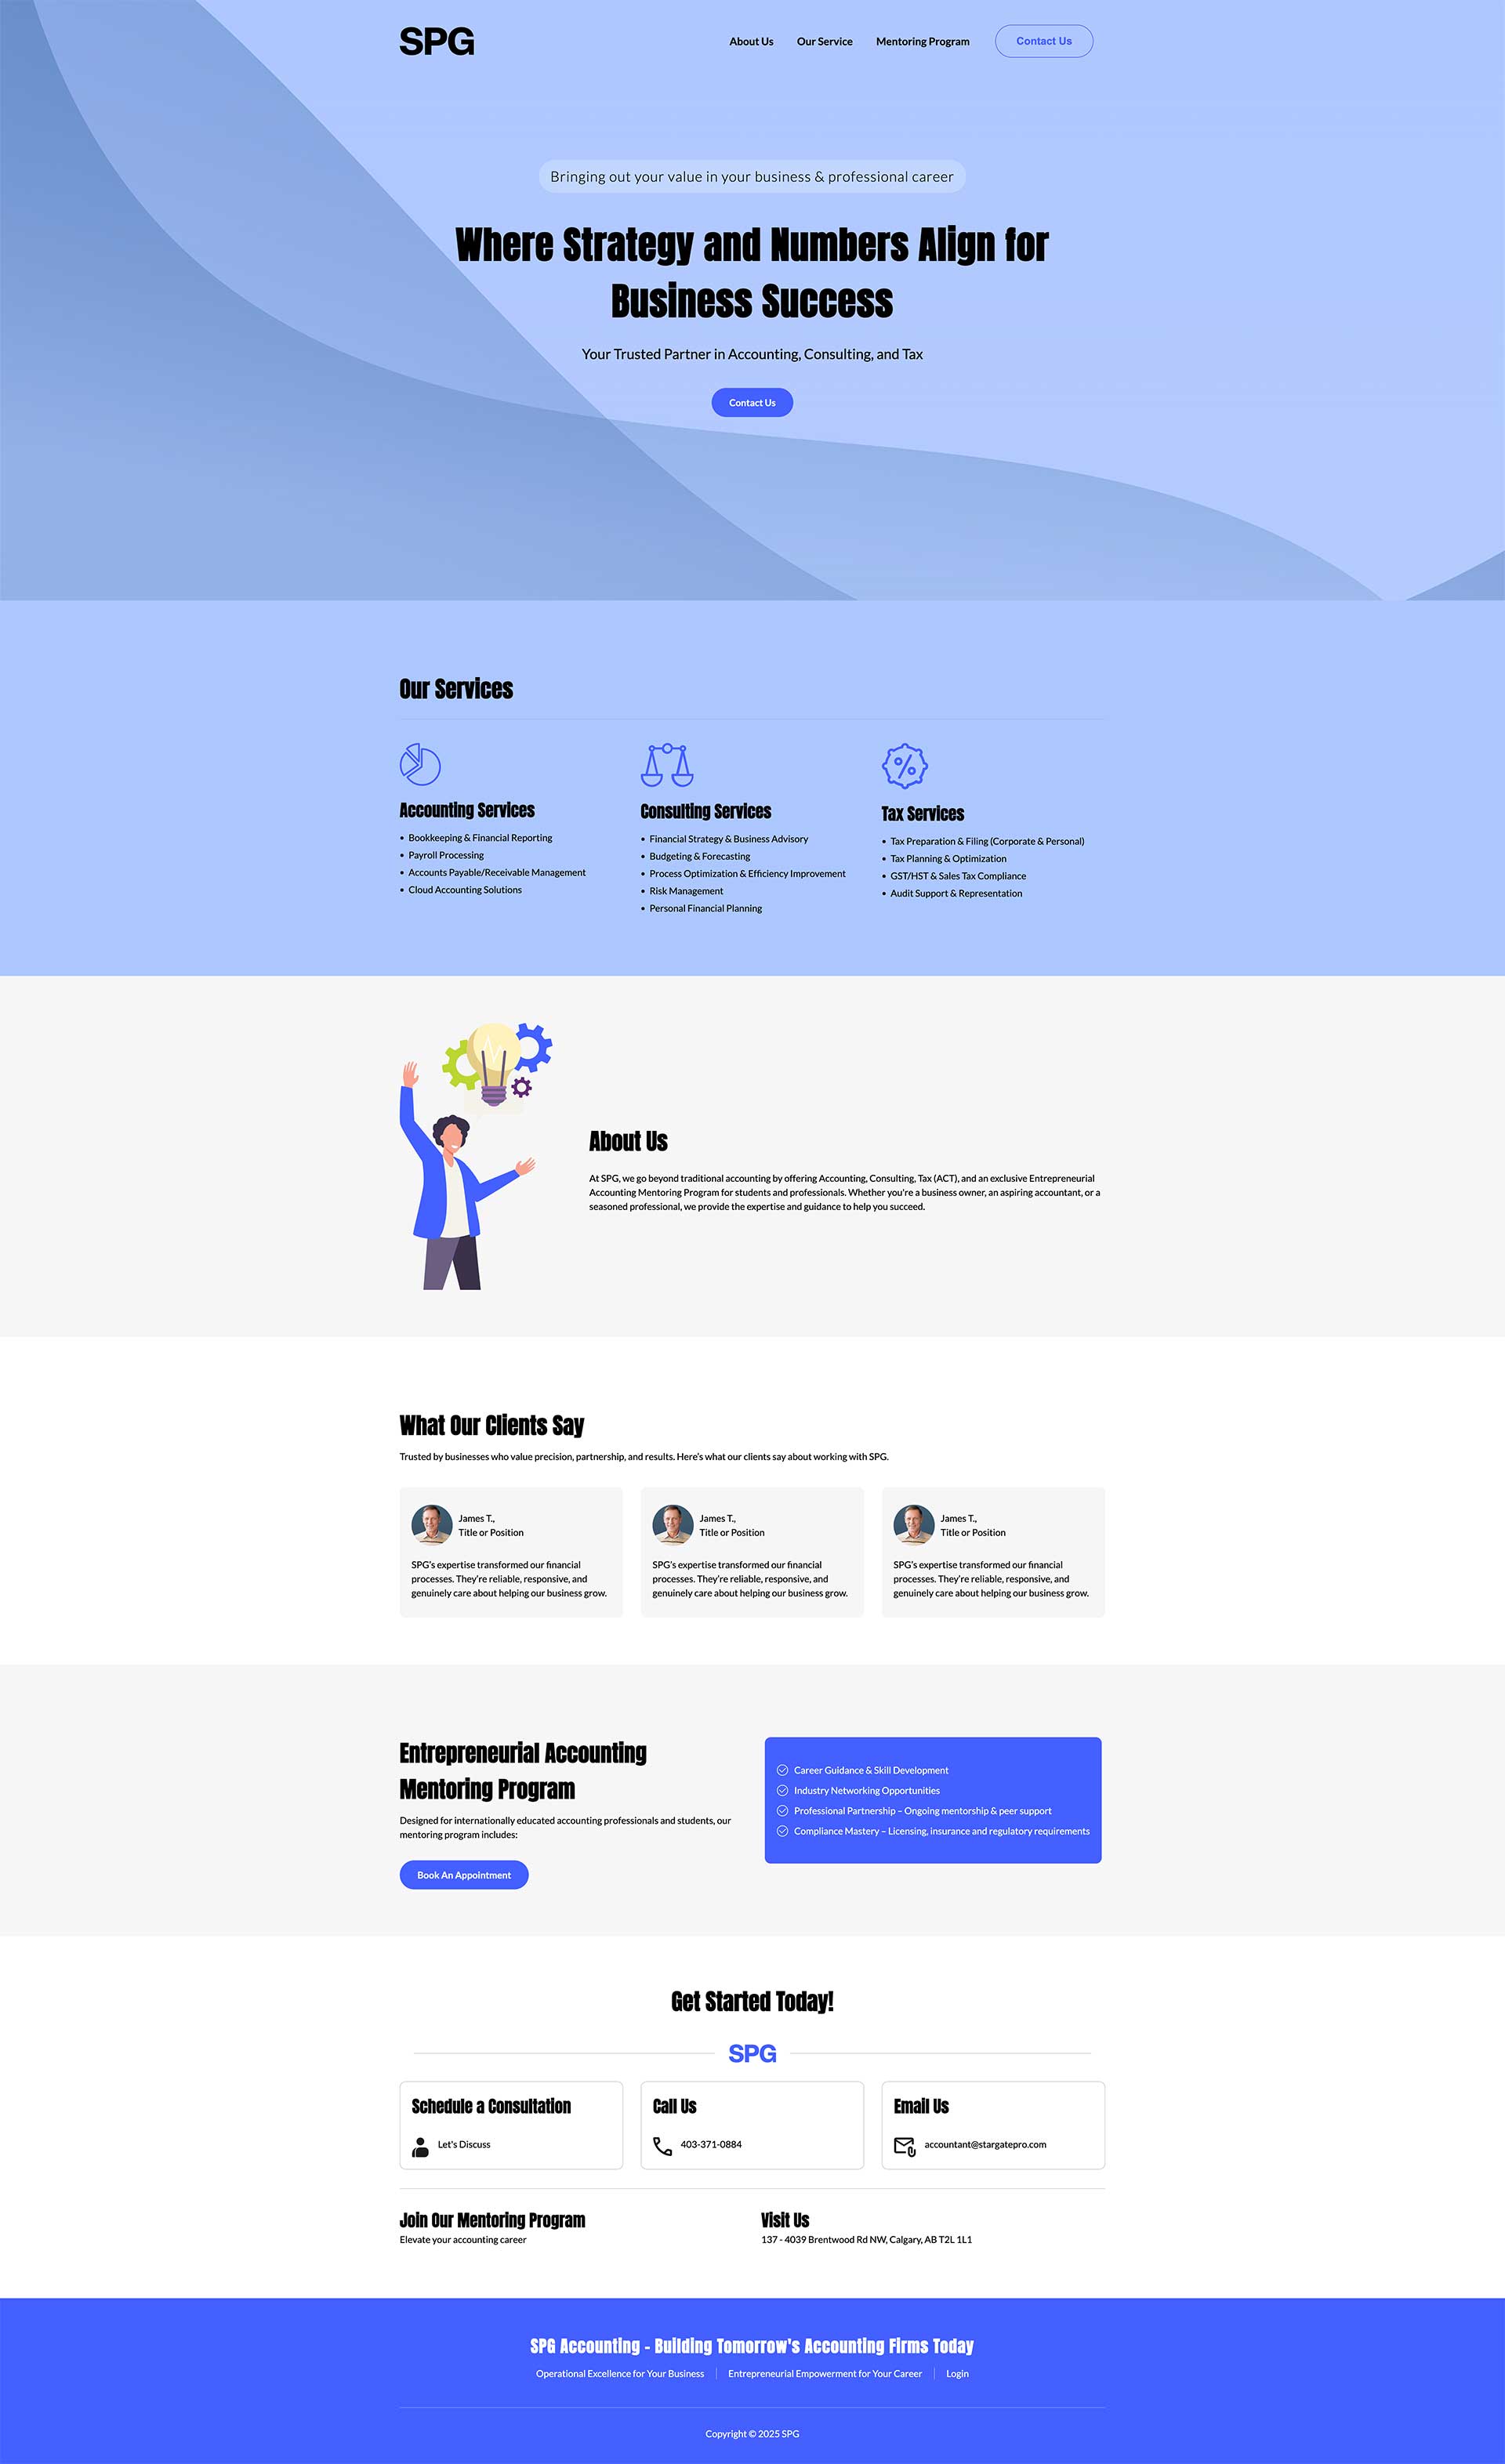 SPG
About Us
Our Service
Mentoring Program
Contact Us
Bringing out your value in your business & professional career
Where Strategy and Numbers Align for
Business Success
Your Trusted Partner in Accounting, Consulting, and Tax
Contact Us
Our Services
Accounting Services
• Bookkeeping & Financial Reporting
• Payroll Processing
• Accounts Payable/Receivable Management
• Cloud Accounting Solutions
Consulting Services
• Financial Strategy & Business Advisory
• Budgeting & Forecasting
• Process Optimization & Efficiency Improvement
• Risk Management
• Personal Financial Planning
Tax Services
• Tax Preparation & Filing (Corporate & Personal)
• Tax Planning & Optimization
• GST/HST & Sales Tax Compliance
• Audit Support & Representation
About Us
At SPG, we go beyond traditional accounting by offering Accounting, Consulting, Tax (ACT), and an exclusive Entrepreneurial
Accounting Mentoring Program for students and professionals. Whether you're a business owner, an aspiring accountant, or a
seasoned professional, we provide the expertise and guidance to help you succeed.
What Our Clients Say
Trusted by businesses who value precision, partnership, and results. Here's what our clients say about working with SPG.
James T.,
Title or Position
SPG's expertise transformed our financial
processes. They're reliable, responsive, and
genuinely care about helping our business grow.
James T.,
Title or Position
SPG's expertise transformed our financial
processes. They're reliable, responsive, and
genuinely care about helping our business grow.
James T.,
Title or Position
SPG's expertise transformed our financial
processes. They're reliable, responsive, and
genuinely care about helping our business grow.
Entrepreneurial Accounting
Mentoring Program
Designed for internationally educated accounting professionals and students, our
mentoring program includes:
Book An Appointment
Career Guidance & Skill Development
Industry Networking Opportunities
Professional Partnership – Ongoing mentorship & peer support
Compliance Mastery – Licensing, insurance and regulatory requirements
Get Started Today!
SPG
Schedule a Consultation
Let's Discuss
Call Us
403-371-0884
Email Us
accountant@stargatepro.com
Join Our Mentoring Program
Elevate your accounting career
Visit Us
137 - 4039 Brentwood Rd NW, Calgary, AB T2L 1L1
SPG Accounting - Building Tomorrow's Accounting Firms Today
Operational Excellence for Your Business
Entrepreneurial Empowerment for Your Career
Login
Copyright © 2025 SPG